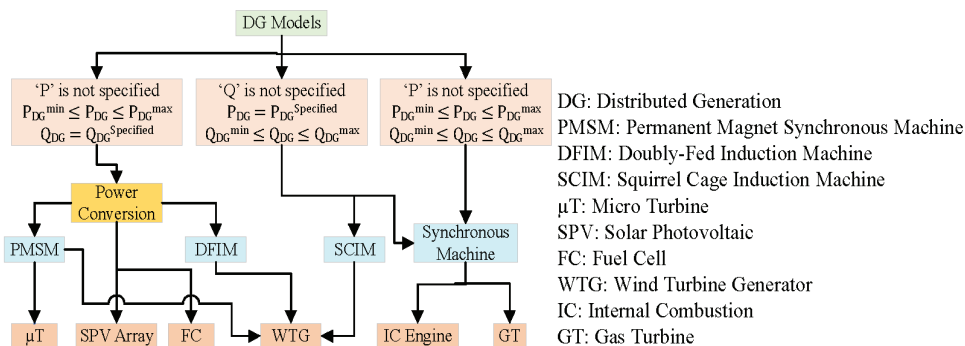 DG Models
‘P’ is not specified
P_DG^min ≤ P_DG ≤ P_DG^max
Q_DG = Q_DG^Specified
‘Q’ is not specified
P_DG = P_DG^Specified
Q_DG^min ≤ Q_DG ≤ Q_DG^max
‘P’ is not specified
P_DG^min ≤ P_DG ≤ P_DG^max
Q_DG^min ≤ Q_DG ≤ Q_DG^max
Power
Conversion
PMSM
DFIM
SCIM
Synchronous
Machine
μT
SPV Array
FC
WTG
IC Engine
GT
DG: Distributed Generation
PMSM: Permanent Magnet Synchronous Machine
DFIM: Doubly-Fed Induction Machine
SCIM: Squirrel Cage Induction Machine
μT: Micro Turbine
SPV: Solar Photovoltaic
FC: Fuel Cell
WTG: Wind Turbine Generator
IC: Internal Combustion
GT: Gas Turbine